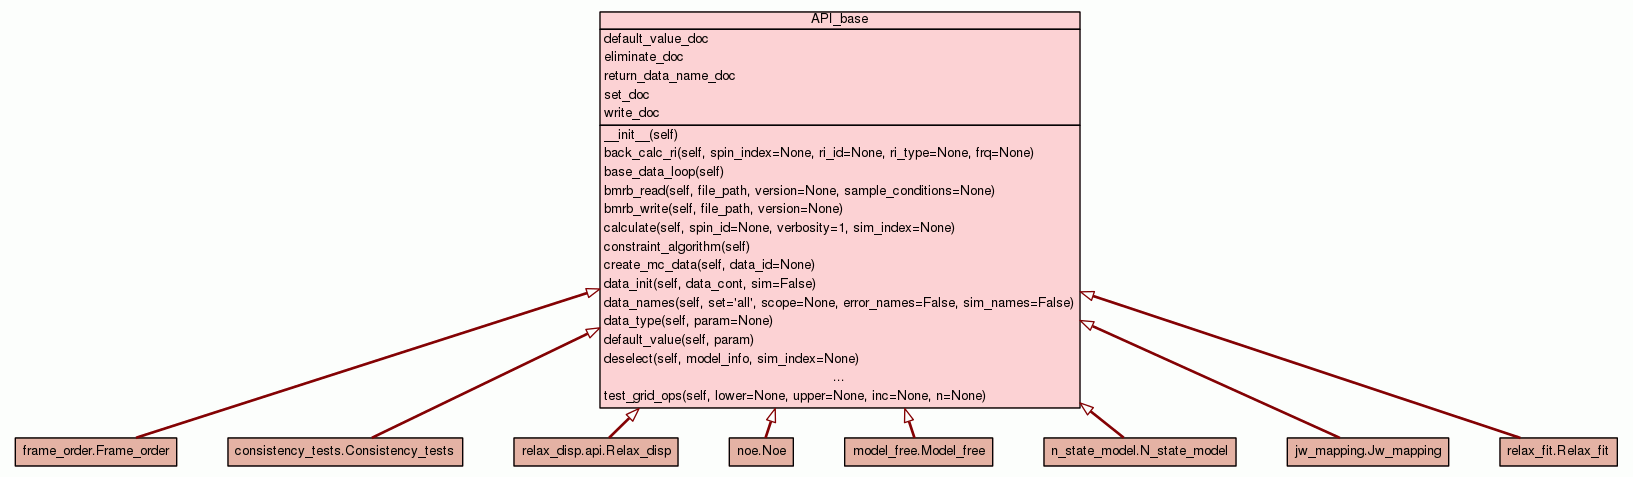 API_base
default_value_doc
eliminate_doc
return_data_name_doc
set_doc
write_doc
__init__(self)
back_calc_ri(self, spin_index=None, ri_id=None, ri_type=None, frq=None)
base_data_loop(self)
bmrb_read(self, file_path, version=None, sample_conditions=None)
bmrb_write(self, file_path, version=None)
calculate(self, spin_id=None, verbosity=1, sim_index=None)
constraint_algorithm(self)
create_mc_data(self, data_id=None)
data_init(self, data_cont, sim=False)
data_names(self, set='all', scope=None, error_names=False, sim_names=False)
data_type(self, param=None)
default_value(self, param)
deselect(self, model_info, sim_index=None)
...
test_grid_ops(self, lower=None, upper=None, inc=None, n=None)
frame_order.Frame_order
consistency_tests.Consistency_tests
relax_disp.api.Relax_disp
noe.Noe
model_free.Model_free
n_state_model.N_state_model
jw_mapping.Jw_mapping
relax_fit.Relax_fit